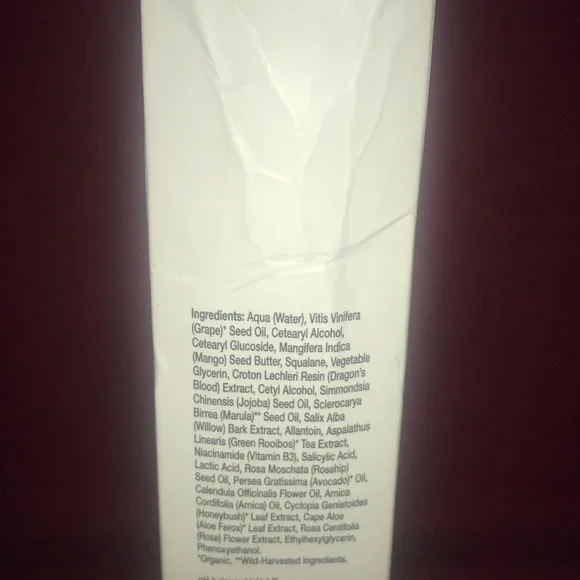 Ingredients: Aqua (Water), Vitis Vinifera
(Grape)* Seed Oil, Cetearyl Alcohol,
Cetearyl Glucoside, Mangifera Indica
(Mango) Seed Butter, Squalane, Vegetable
Glycerin, Croton Lechleri Resin (Dragon's
Blood) Extract, Cetyl Alcohol, Simmondsia
Chinensis (Jojoba) Seed Oil, Sclerocarya
Birrea (Marula)** Seed Oil, Salix Alba
(Willow) Bark Extract, Allantoin, Aspalathus
Linearis (Green Rooibos)* Tea Extract,
Niacinamide (Vitamin B3), Salicylic Acid,
Lactic Acid, Rosa Moschata (Rosehip)
Seed Oil, Persea Gratissima (Avocado)* Oil,
Calendula Officinalis Flower Oil, Arnica
Cordifolia (Arnica) Oil, Cyclopia Genistoides
(Honeybush)* Leaf Extract, Cape Aloe
(Aloe Ferox)* Leaf Extract, Rosa Centifolia
(Rose) Flower Extract, Ethylhexylglycerin,
Phenoxyethanol.
*Organic, **Wild-Harvested Ingredients.